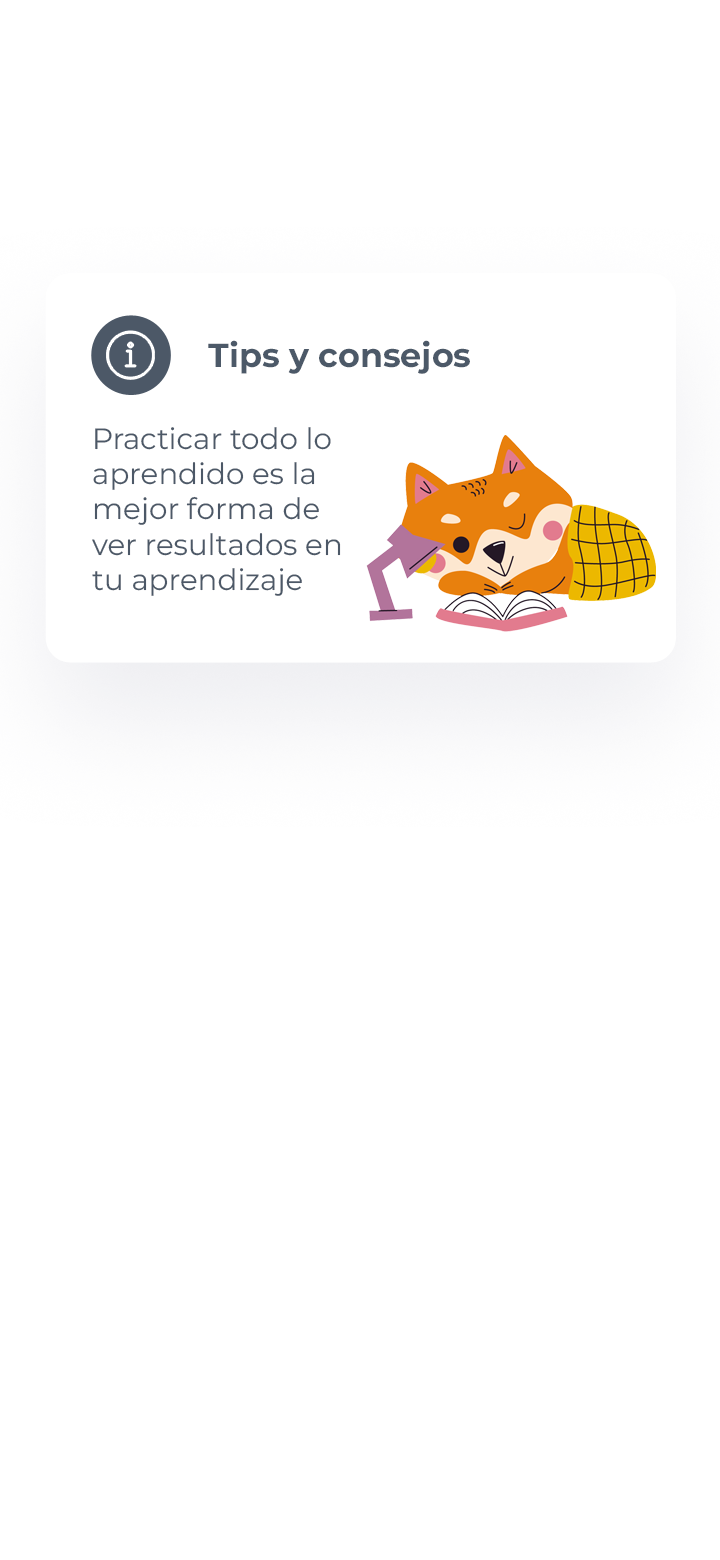 Tips y consejos
Practicar todo lo
aprendido es la
mejor forma de
ver resultados en
tu aprendizaje